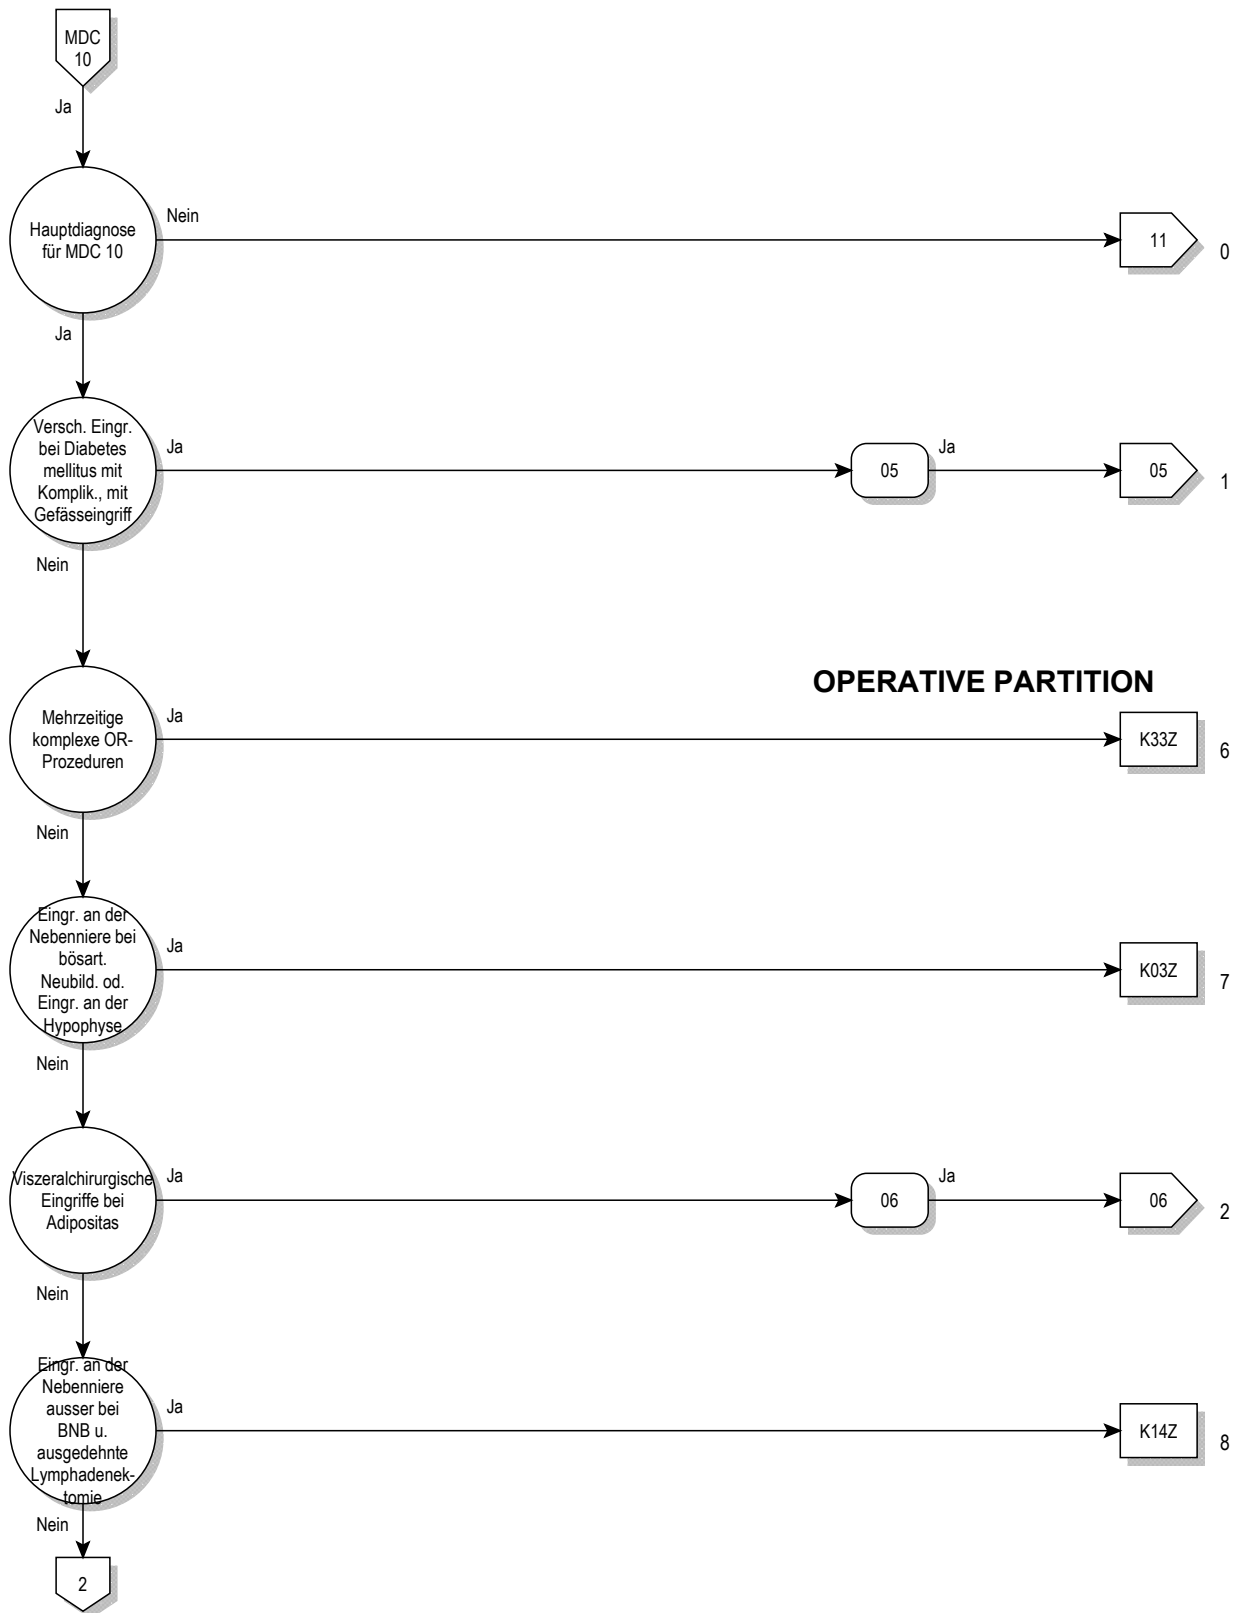 MDC
10
Ja
Hauptdiagnose
für MDC 10
Nein
11
0
Ja
Versch. Eingr.
bei Diabetes
mellitus mit
Komplik., mit
Gefässeingriff
Ja
05
Ja
05
1
Nein
OPERATIVE PARTITION
Mehrzeitige
komplexe OR-
Prozeduren
Ja
K33Z
6
Nein
Eingr. an der
Nebenniere bei
bösart.
Neubild. od.
Eingr. an der
Hypophyse
Ja
K03Z
7
Nein
Viszeralchirurgische
Eingriffe bei
Adipositas
Ja
06
Ja
06
2
Nein
Eingr. an der
Nebenniere
ausser bei
BNB u.
ausgedehnte
Lymphadenek-
tomie
Ja
K14Z
8
Nein
2